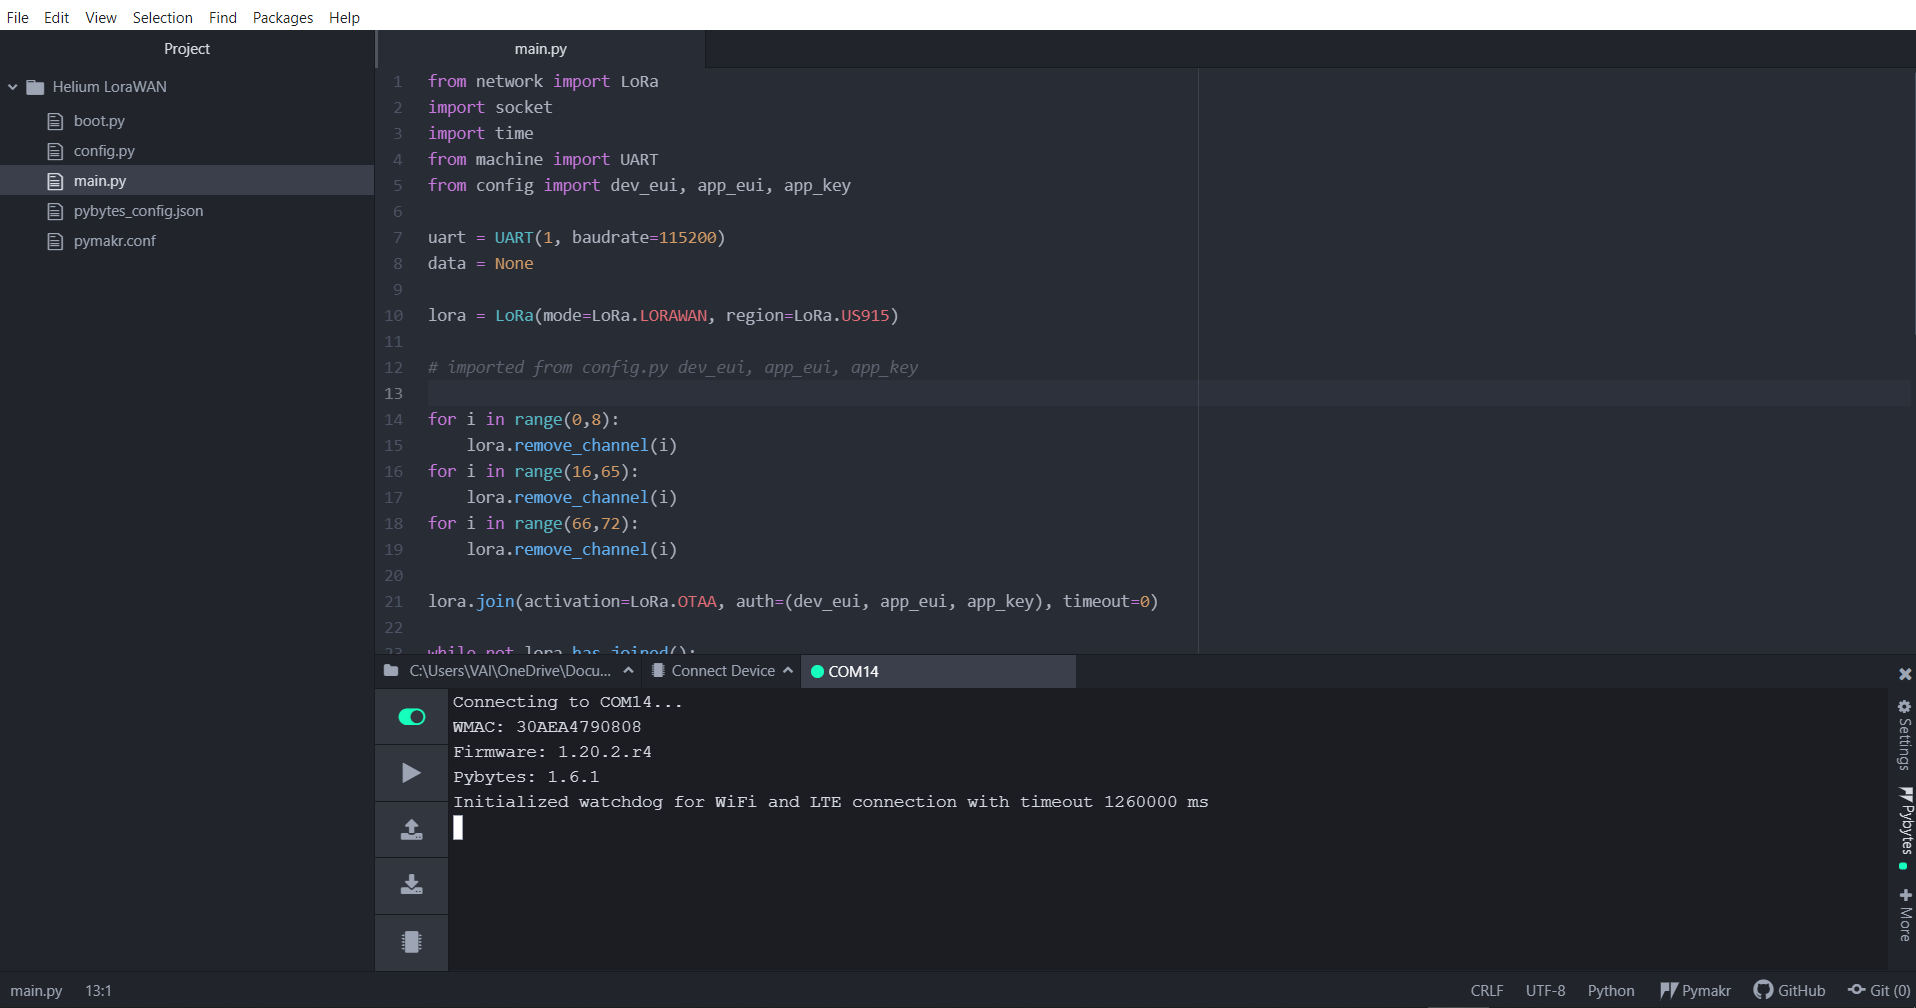 File Edit View Selection Find Packages Help
Project
Helium LoraWAN
boot.py
config.py
main.py
pybytes_config.json
pymakr.conf
main.py
1 from network import LoRa
2 import socket
3 import time
4 from machine import UART
5 from config import dev_eui, app_eui, app_key
6
7 uart = UART(1, baudrate=115200)
8 data = None
9
10 lora = LoRa(mode=LoRa.LORAWAN, region=LoRa.US915)
11
12 # imported from config.py dev_eui, app_eui, app_key
13
14 for i in range(0,8):
15     lora.remove_channel(i)
16 for i in range(16,65):
17     lora.remove_channel(i)
18 for i in range(66,72):
19     lora.remove_channel(i)
20
21 lora.join(activation=LoRa.OTAA, auth=(dev_eui, app_eui, app_key), timeout=0)
22
23 while not lora.has_joined():
C:\Users\VAI\OneDrive\Docu... Connect Device COM14
Connecting to COM14...
WMAC: 30AEA4790808
Firmware: 1.20.2.r4
Pybytes: 1.6.1
Initialized watchdog for WiFi and LTE connection with timeout 1260000 ms
Settings
Pybytes
More
main.py 13:1 CRLF UTF-8 Python Pymakr GitHub Git (0)